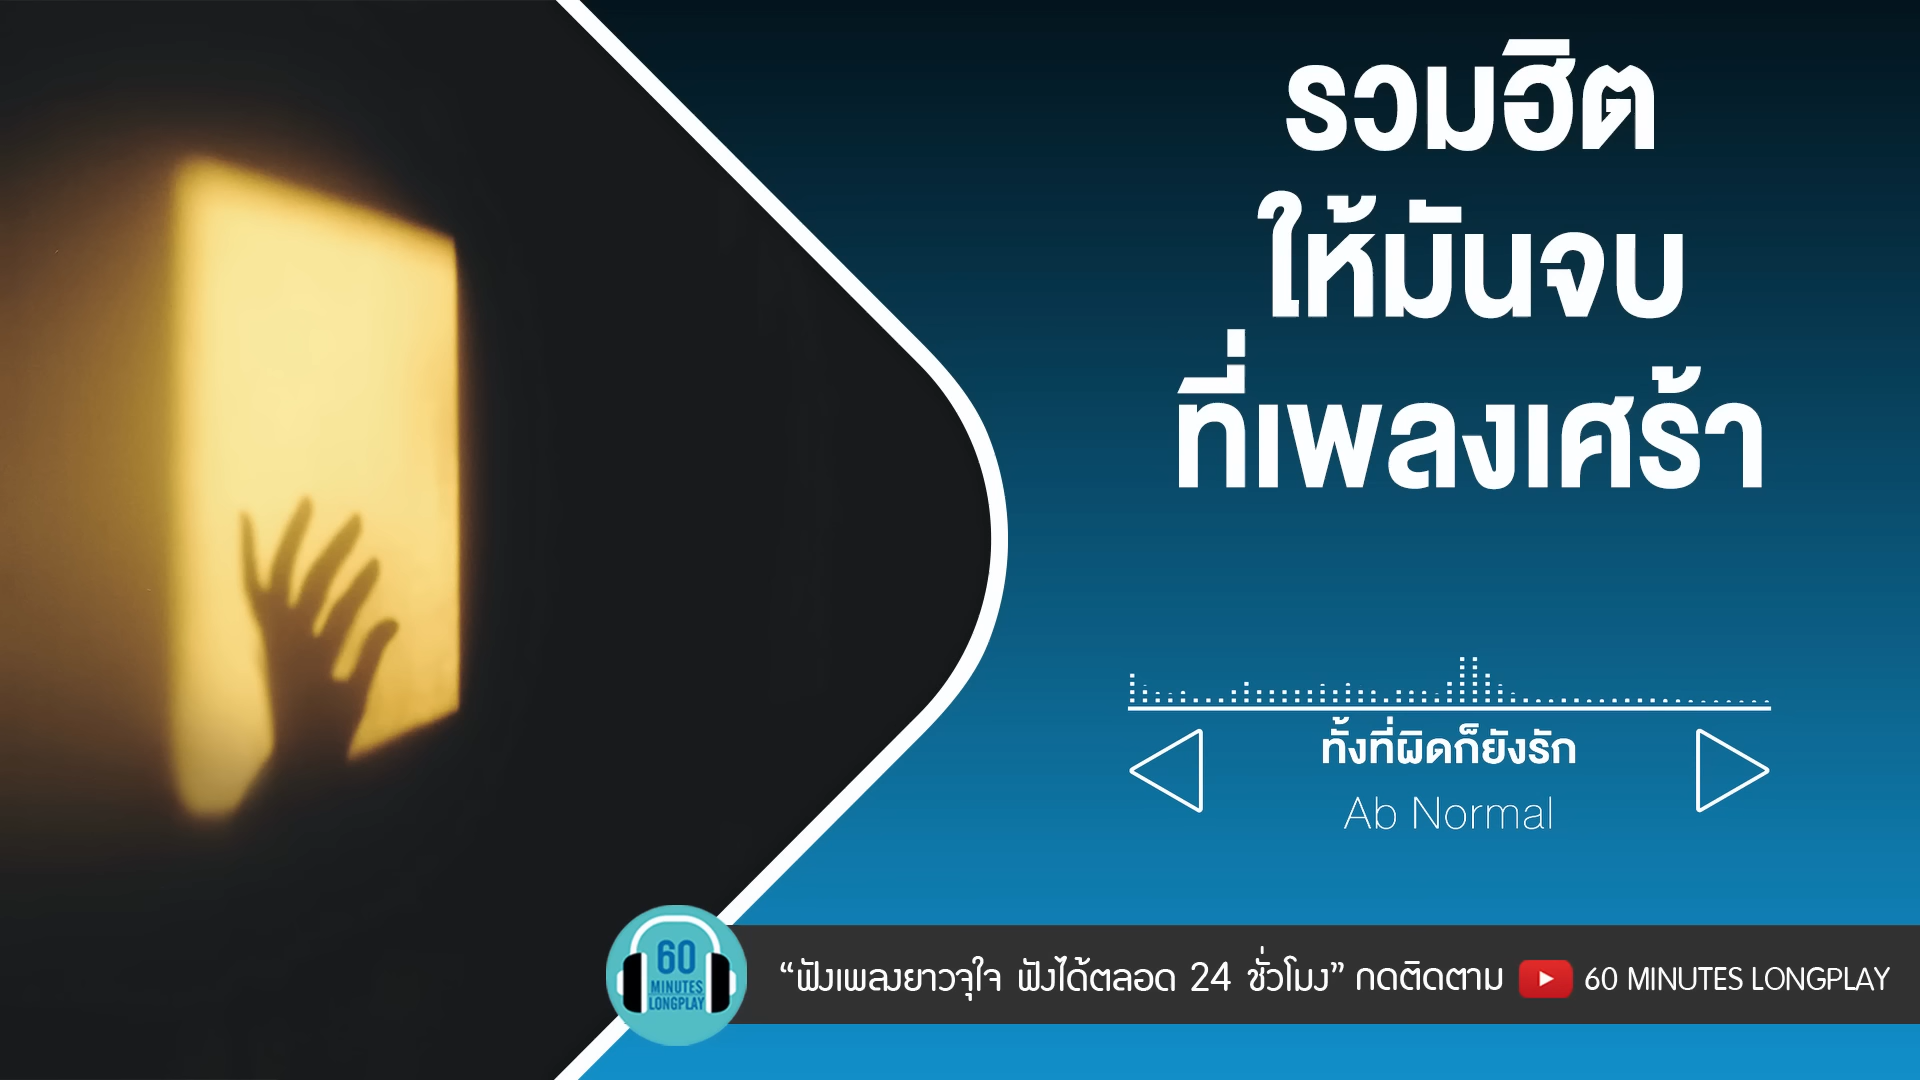 รวมฮิต
ให้มันจบ
ที่เพลงเศร้า
ทั้งที่ผิดก็ยังรัก
Ab Normal
60
MINUTES
LONGPLAY
“ฟังเพลงยาวจุใจ ฟังได้ตลอด 24 ชั่วโมง” กดติดตาม 60 MINUTES LONGPLAY